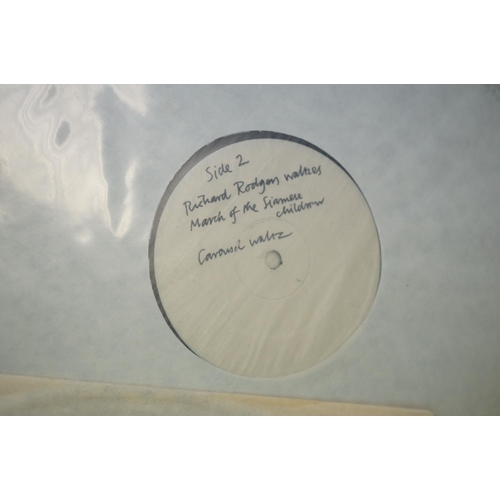 Side 2
Richard Rodgers waltzes
March of the Siamese
children
Carousel waltz